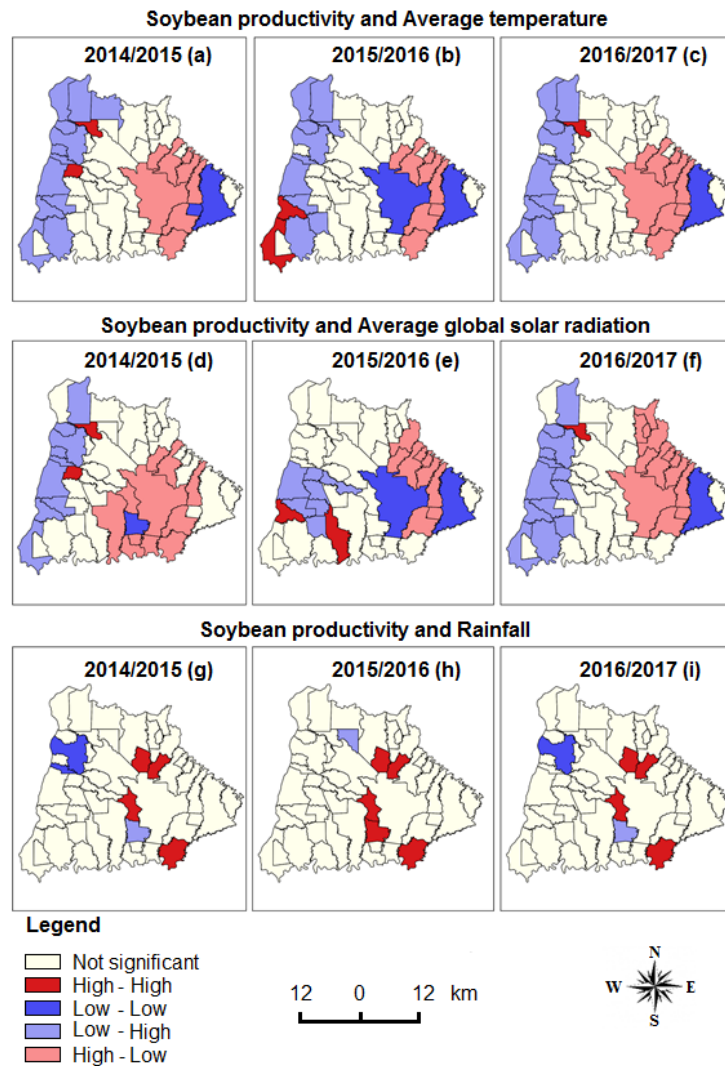 Soybean productivity and Average temperature
2014/2015 (a)
2015/2016 (b)
2016/2017 (c)
Soybean productivity and Average global solar radiation
2014/2015 (d)
2015/2016 (e)
2016/2017 (f)
Soybean productivity and Rainfall
2014/2015 (g)
2015/2016 (h)
2016/2017 (i)
Legend
Not significant
High - High
Low - Low
Low - High
High - Low
12 0 12 km
N
W E
S